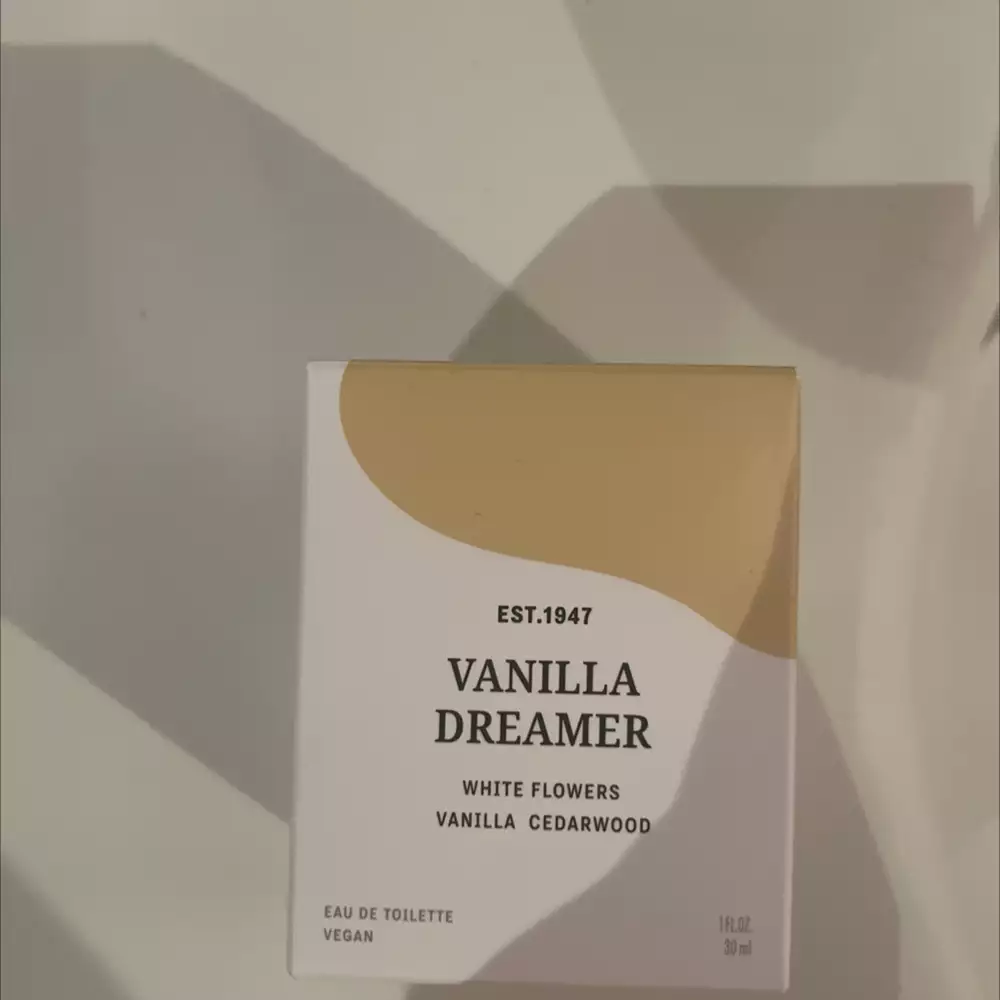 EST.1947
VANILLA
DREAMER
WHITE FLOWERS
VANILLA CEDARWOOD
EAU DE TOILETTE
VEGAN
1 FL.OZ.
30 ml